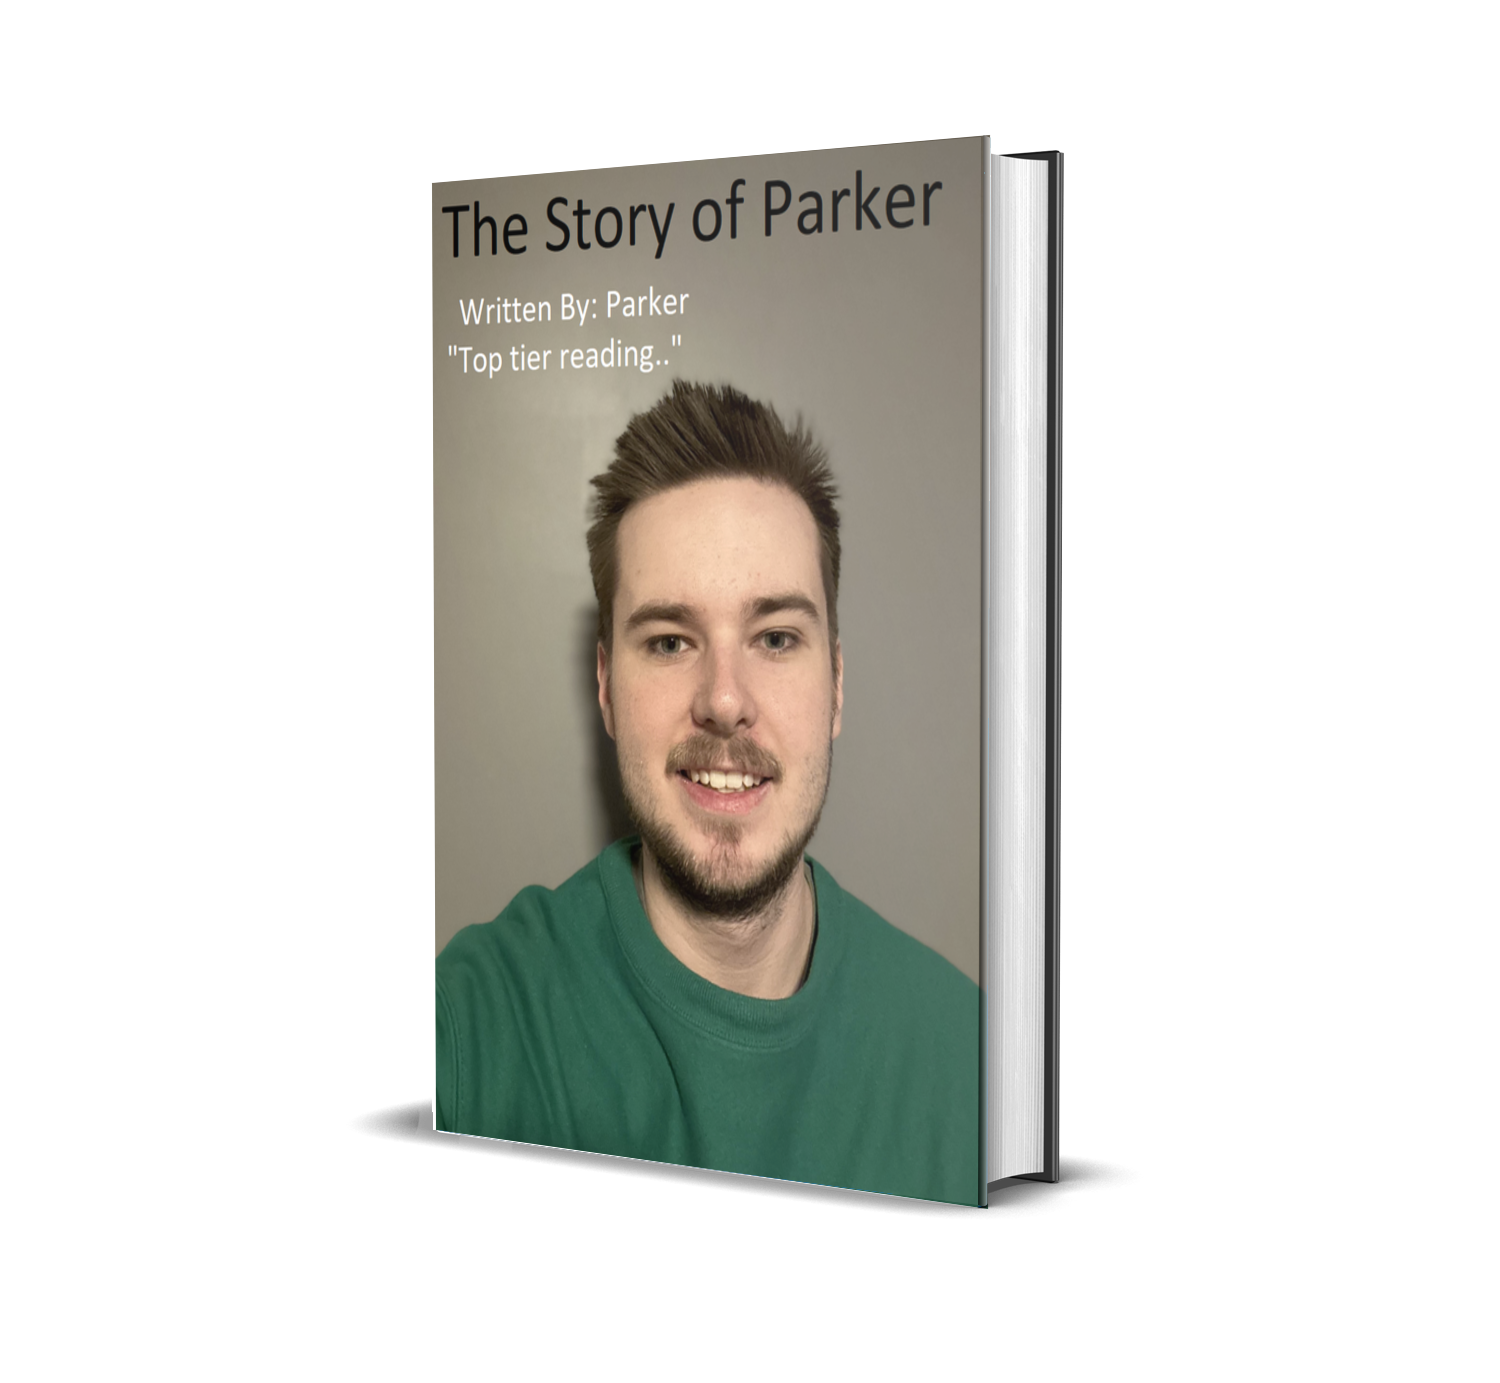 The Story of Parker
Written By: Parker
"Top tier reading.."